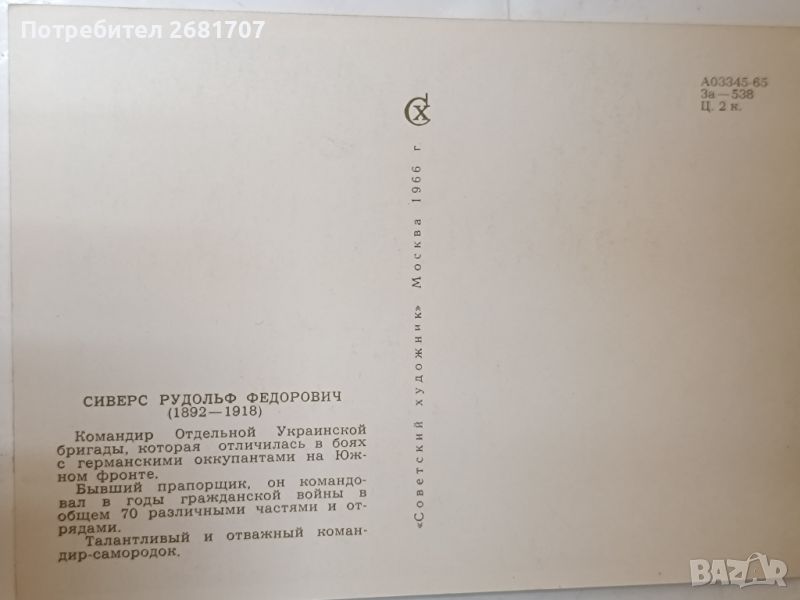 Потребител 2681707
А03345-65
За—538
Ц. 2 к.
СХ
«Советский художник» Москва 1966 г
СИВЕРС РУДОЛЬФ ФЕДОРОВИЧ
(1892—1918)
Командир Отдельной Украинской
бригады, которая отличилась в боях
с германскими оккупантами на Юж-
ном фронте.
Бывший прапорщик, он командо-
вал в годы гражданской войны в
общем 70 различными частями и от-
рядами.
Талантливый и отважный коман-
дир-самородок.
BAZAR